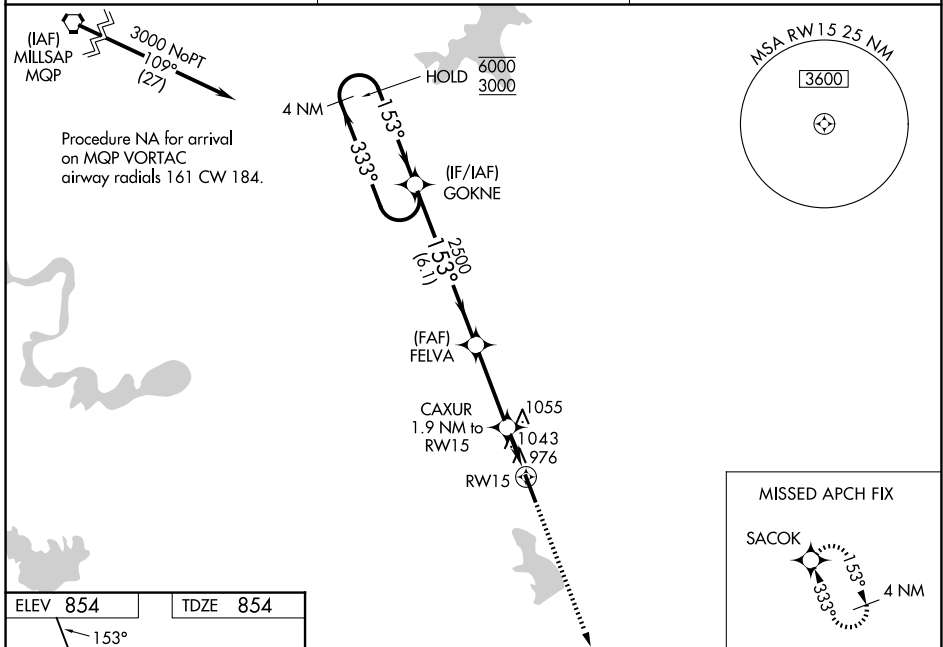 (IAF)
MILLSAP
MQP
3000 NoPT
109°
(27)
Procedure NA for arrival
on MQP VORTAC
airway radials 161 CW 184.
HOLD
6000
3000
4 NM
153°
333°
(IF/IAF)
GOKNE
2500
153°
(6.1)
(FAF)
FELVA
CAXUR
1.9 NM to
RW15
1055
1043
976
RW15
MSA RW15 25 NM
3600
MISSED APCH FIX
SACOK
153°
333°
4 NM
ELEV 854
TDZE 854
153°